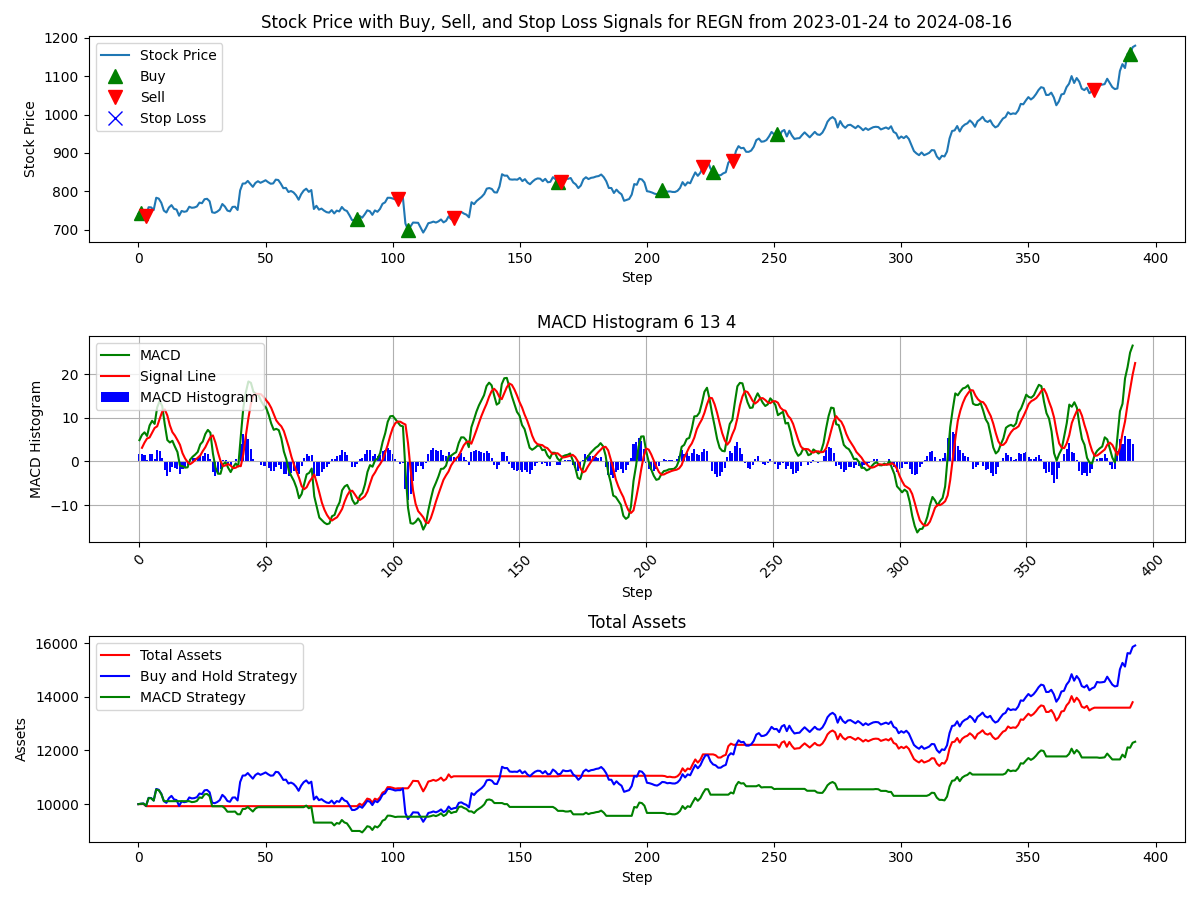 Stock Price with Buy, Sell, and Stop Loss Signals for REGN from 2023-01-24 to 2024-08-16
1200
1100
1000
900
800
700
Stock Price
Stock Price
Buy
Sell
Stop Loss
0 50 100 150 200 250 300 350 400
Step
MACD Histogram 6 13 4
20
10
0
−10
MACD Histogram
MACD
Signal Line
MACD Histogram
0 50 100 150 200 250 300 350 400
Step
Total Assets
16000
14000
12000
10000
Assets
Total Assets
Buy and Hold Strategy
MACD Strategy
0 50 100 150 200 250 300 350 400
Step